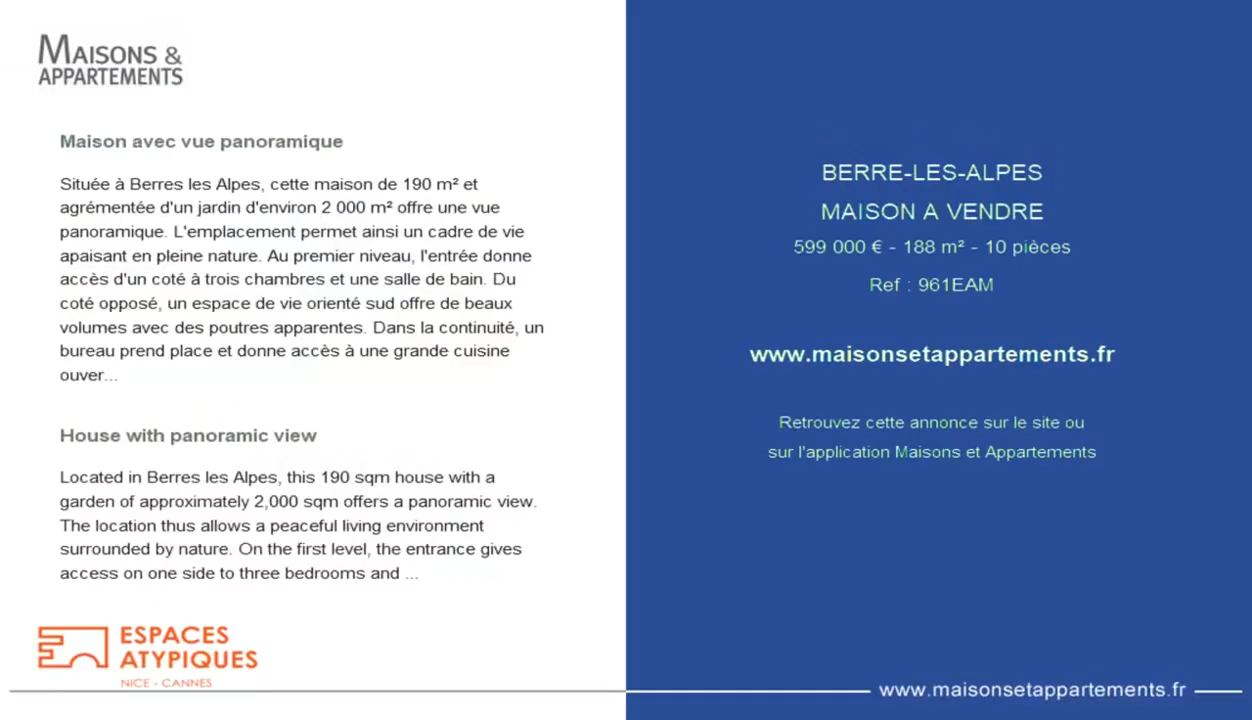 MAISONS &
APPARTEMENTS
Maison avec vue panoramique
Située à Berres les Alpes, cette maison de 190 m² et
agrémentée d'un jardin d'environ 2 000 m² offre une vue
panoramique. L'emplacement permet ainsi un cadre de vie
apaisant en pleine nature. Au premier niveau, l'entrée donne
accès d'un coté à trois chambres et une salle de bain. Du
coté opposé, un espace de vie orienté sud offre de beaux
volumes avec des poutres apparentes. Dans la continuité, un
bureau prend place et donne accès à une grande cuisine
ouver...
House with panoramic view
Located in Berres les Alpes, this 190 sqm house with a
garden of approximately 2,000 sqm offers a panoramic view.
The location thus allows a peaceful living environment
surrounded by nature. On the first level, the entrance gives
access on one side to three bedrooms and ...
ESPACES
ATYPIQUES
NICE - CANNES
BERRE-LES-ALPES
MAISON A VENDRE
599 000 € - 188 m² - 10 pièces
Ref : 961EAM
www.maisonsetappartements.fr
Retrouvez cette annonce sur le site ou
sur l'application Maisons et Appartements
www.maisonsetappartements.fr